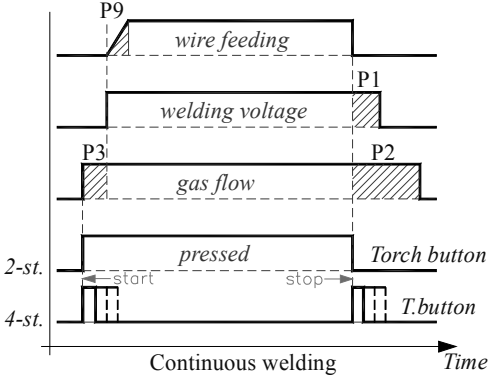 P9
wire feeding
P1
welding voltage
P3
P2
gas flow
pressed
Torch button
2-st.
start
stop
T.button
4-st.
Continuous welding
Time